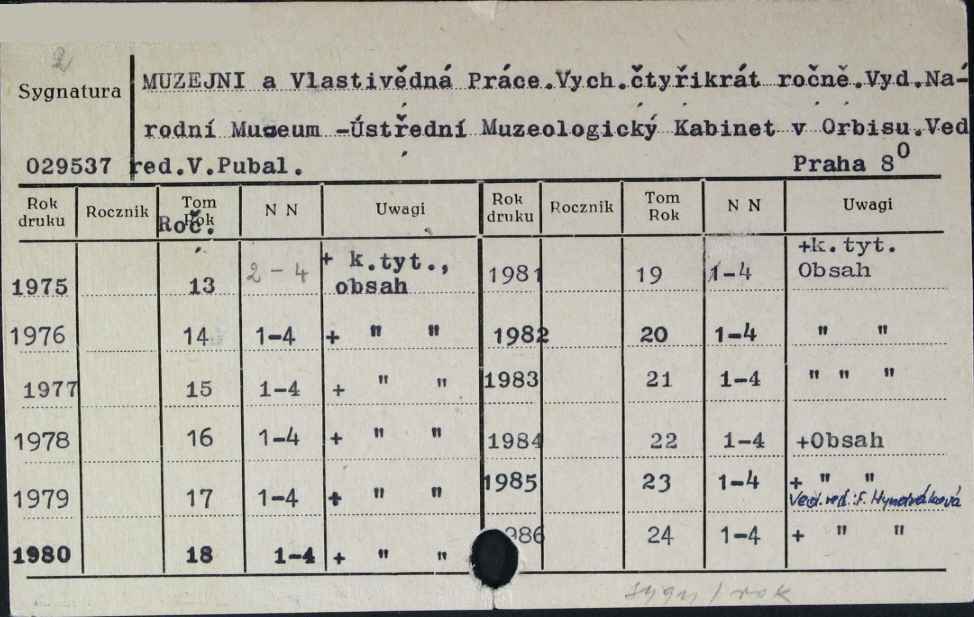 2
MUZEJNI a Vlastivědná Práce.Vych.čtyřikrát ročně.Vyd.Ná-
Sygnatura
rodní Museum -Ústřední Muzeologický Kabinet v Orbisu.Ved
029537 red.V.Pubal. Praha 8⁰
Rok druku Rocznik Tom Rok N N Uwagi Rok druku Rocznik Tom Rok N N Uwagi
Roč.
1975 13 2-4 + k.tyt., obsah 1981 19 1-4 +k.tyt. Obsah
1976 14 1-4 + " " 1982 20 1-4 " "
1977 15 1-4 + " " 1983 21 1-4 " " "
1978 16 1-4 + " " 1984 22 1-4 +Obsah
1979 17 1-4 + " " 1985 23 1-4 + " "
Ved. red.: F.
1980 18 1-4 + " " 986 24 1-4 + " "
sygn / rok